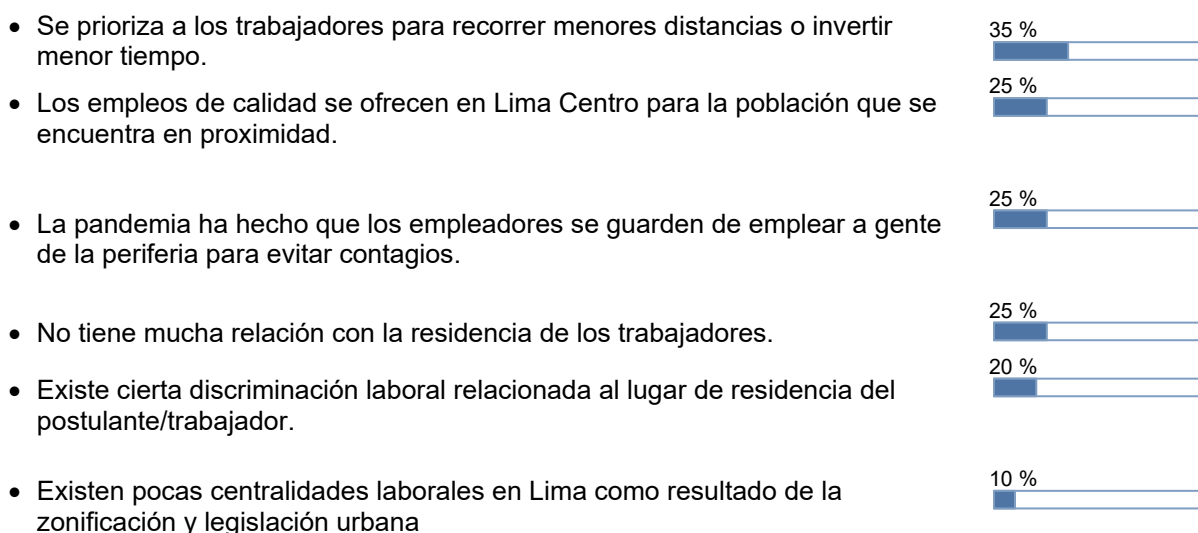 • Se prioriza a los trabajadores para recorrer menores distancias o invertir
menor tiempo.
35 %
• Los empleos de calidad se ofrecen en Lima Centro para la población que se
encuentra en proximidad.
25 %
• La pandemia ha hecho que los empleadores se guarden de emplear a gente
de la periferia para evitar contagios.
25 %
• No tiene mucha relación con la residencia de los trabajadores.
25 %
• Existe cierta discriminación laboral relacionada al lugar de residencia del
postulante/trabajador.
20 %
• Existen pocas centralidades laborales en Lima como resultado de la
zonificación y legislación urbana
10 %